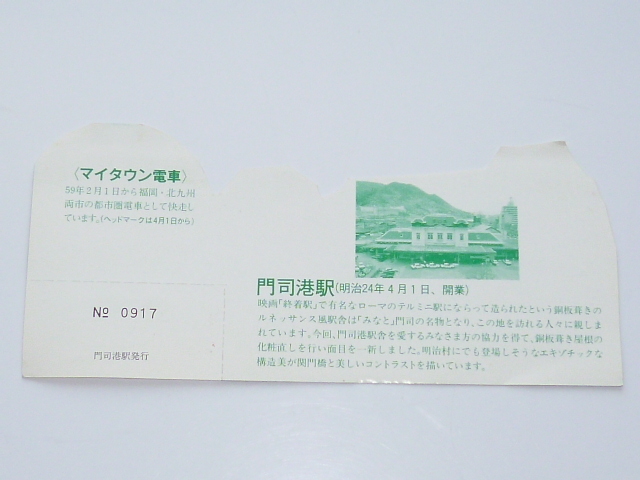 〈マイタウン電車〉
59年2月1日から福岡・北九州
両市の都市圏電車として快走し
ています。(ヘッドマークは4月1日から)
№ 0917
門司港駅発行
門司港駅(明治24年4月1日、開業)
映画「終着駅」で有名なローマのテルミニ駅にならって造られたという銅板葺きの
ルネッサンス風駅舎は「みなと」門司の名物となり、この地を訪れる人々に親しま
れています。今回、門司港駅舎を愛するみなさま方の協力を得て、銅板葺き屋根の
化粧直しを行い面目を一新しました。明治村にでも登場しそうなエキゾチックな
構造美が関門橋と美しいコントラストを描いています。